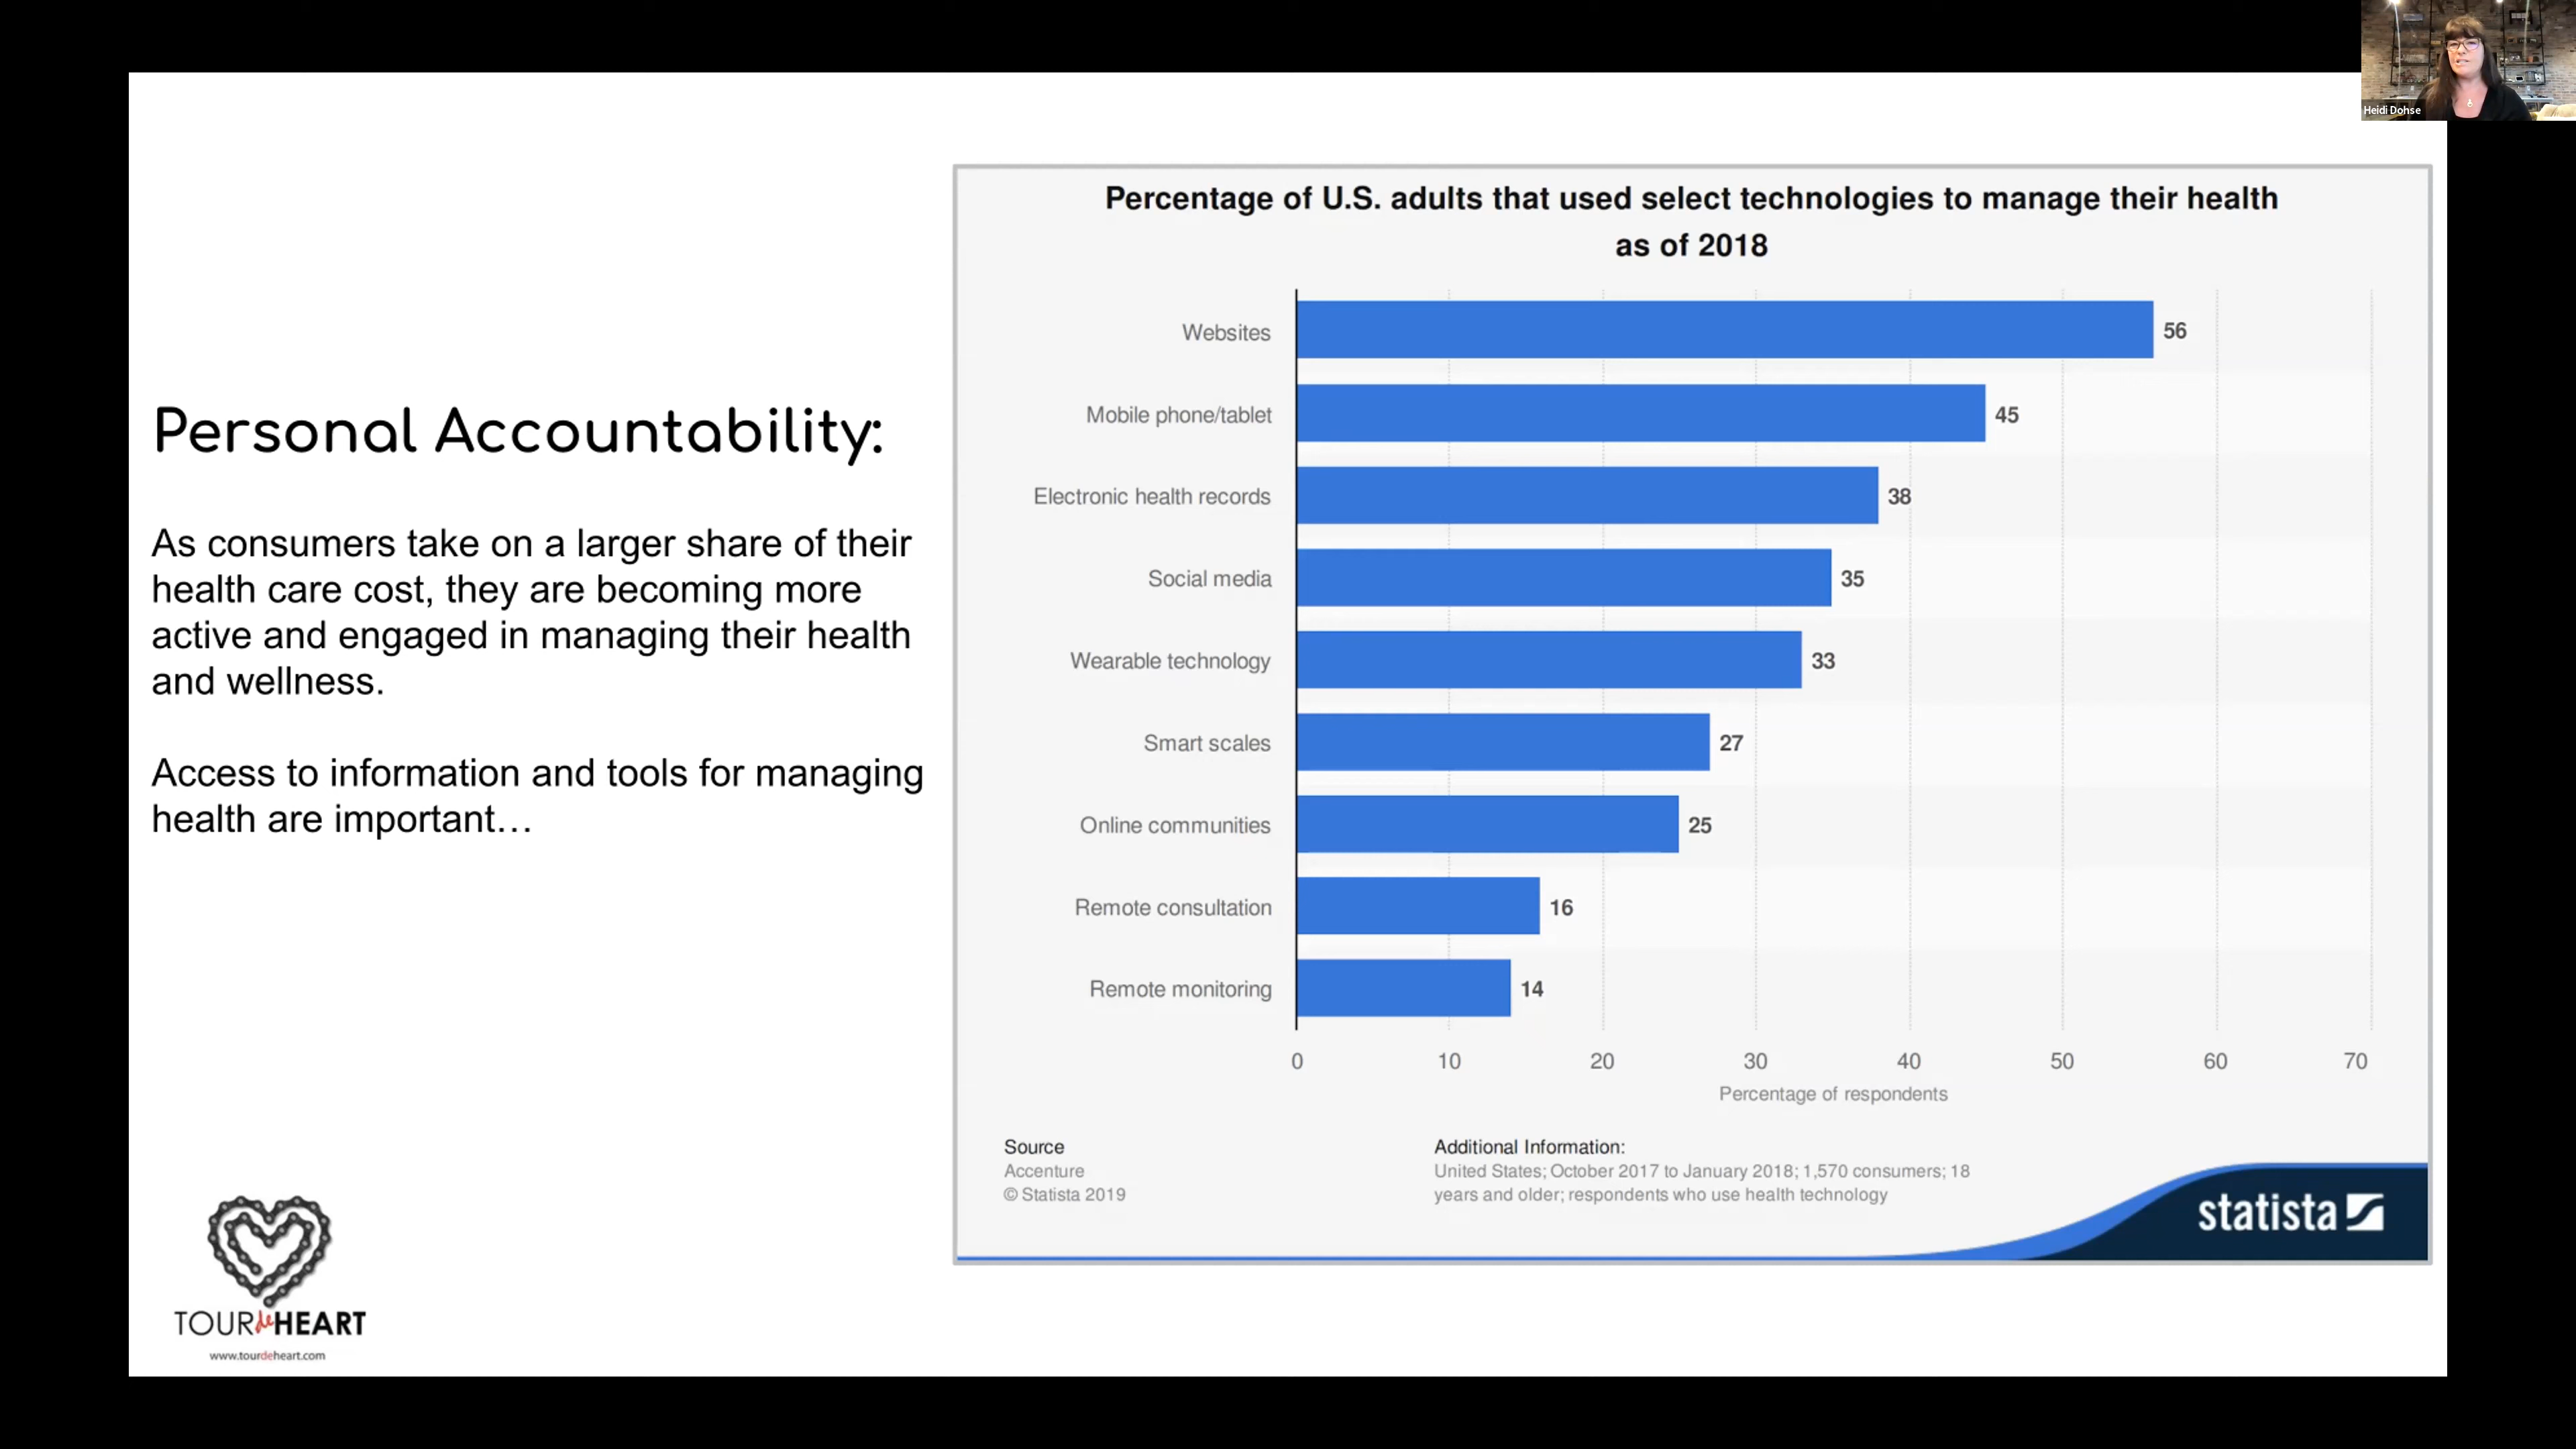 Heidi Dohse
Personal Accountability:
As consumers take on a larger share of their
health care cost, they are becoming more
active and engaged in managing their health
and wellness.
Access to information and tools for managing
health are important…
TOUR de HEART
www.tourdeheart.com
Percentage of U.S. adults that used select technologies to manage their health
as of 2018
Websites 56
Mobile phone/tablet 45
Electronic health records 38
Social media 35
Wearable technology 33
Smart scales 27
Online communities 25
Remote consultation 16
Remote monitoring 14
0 10 20 30 40 50 60 70
Percentage of respondents
Source
Accenture
© Statista 2019
Additional Information:
United States; October 2017 to January 2018; 1,570 consumers; 18
years and older; respondents who use health technology
statista